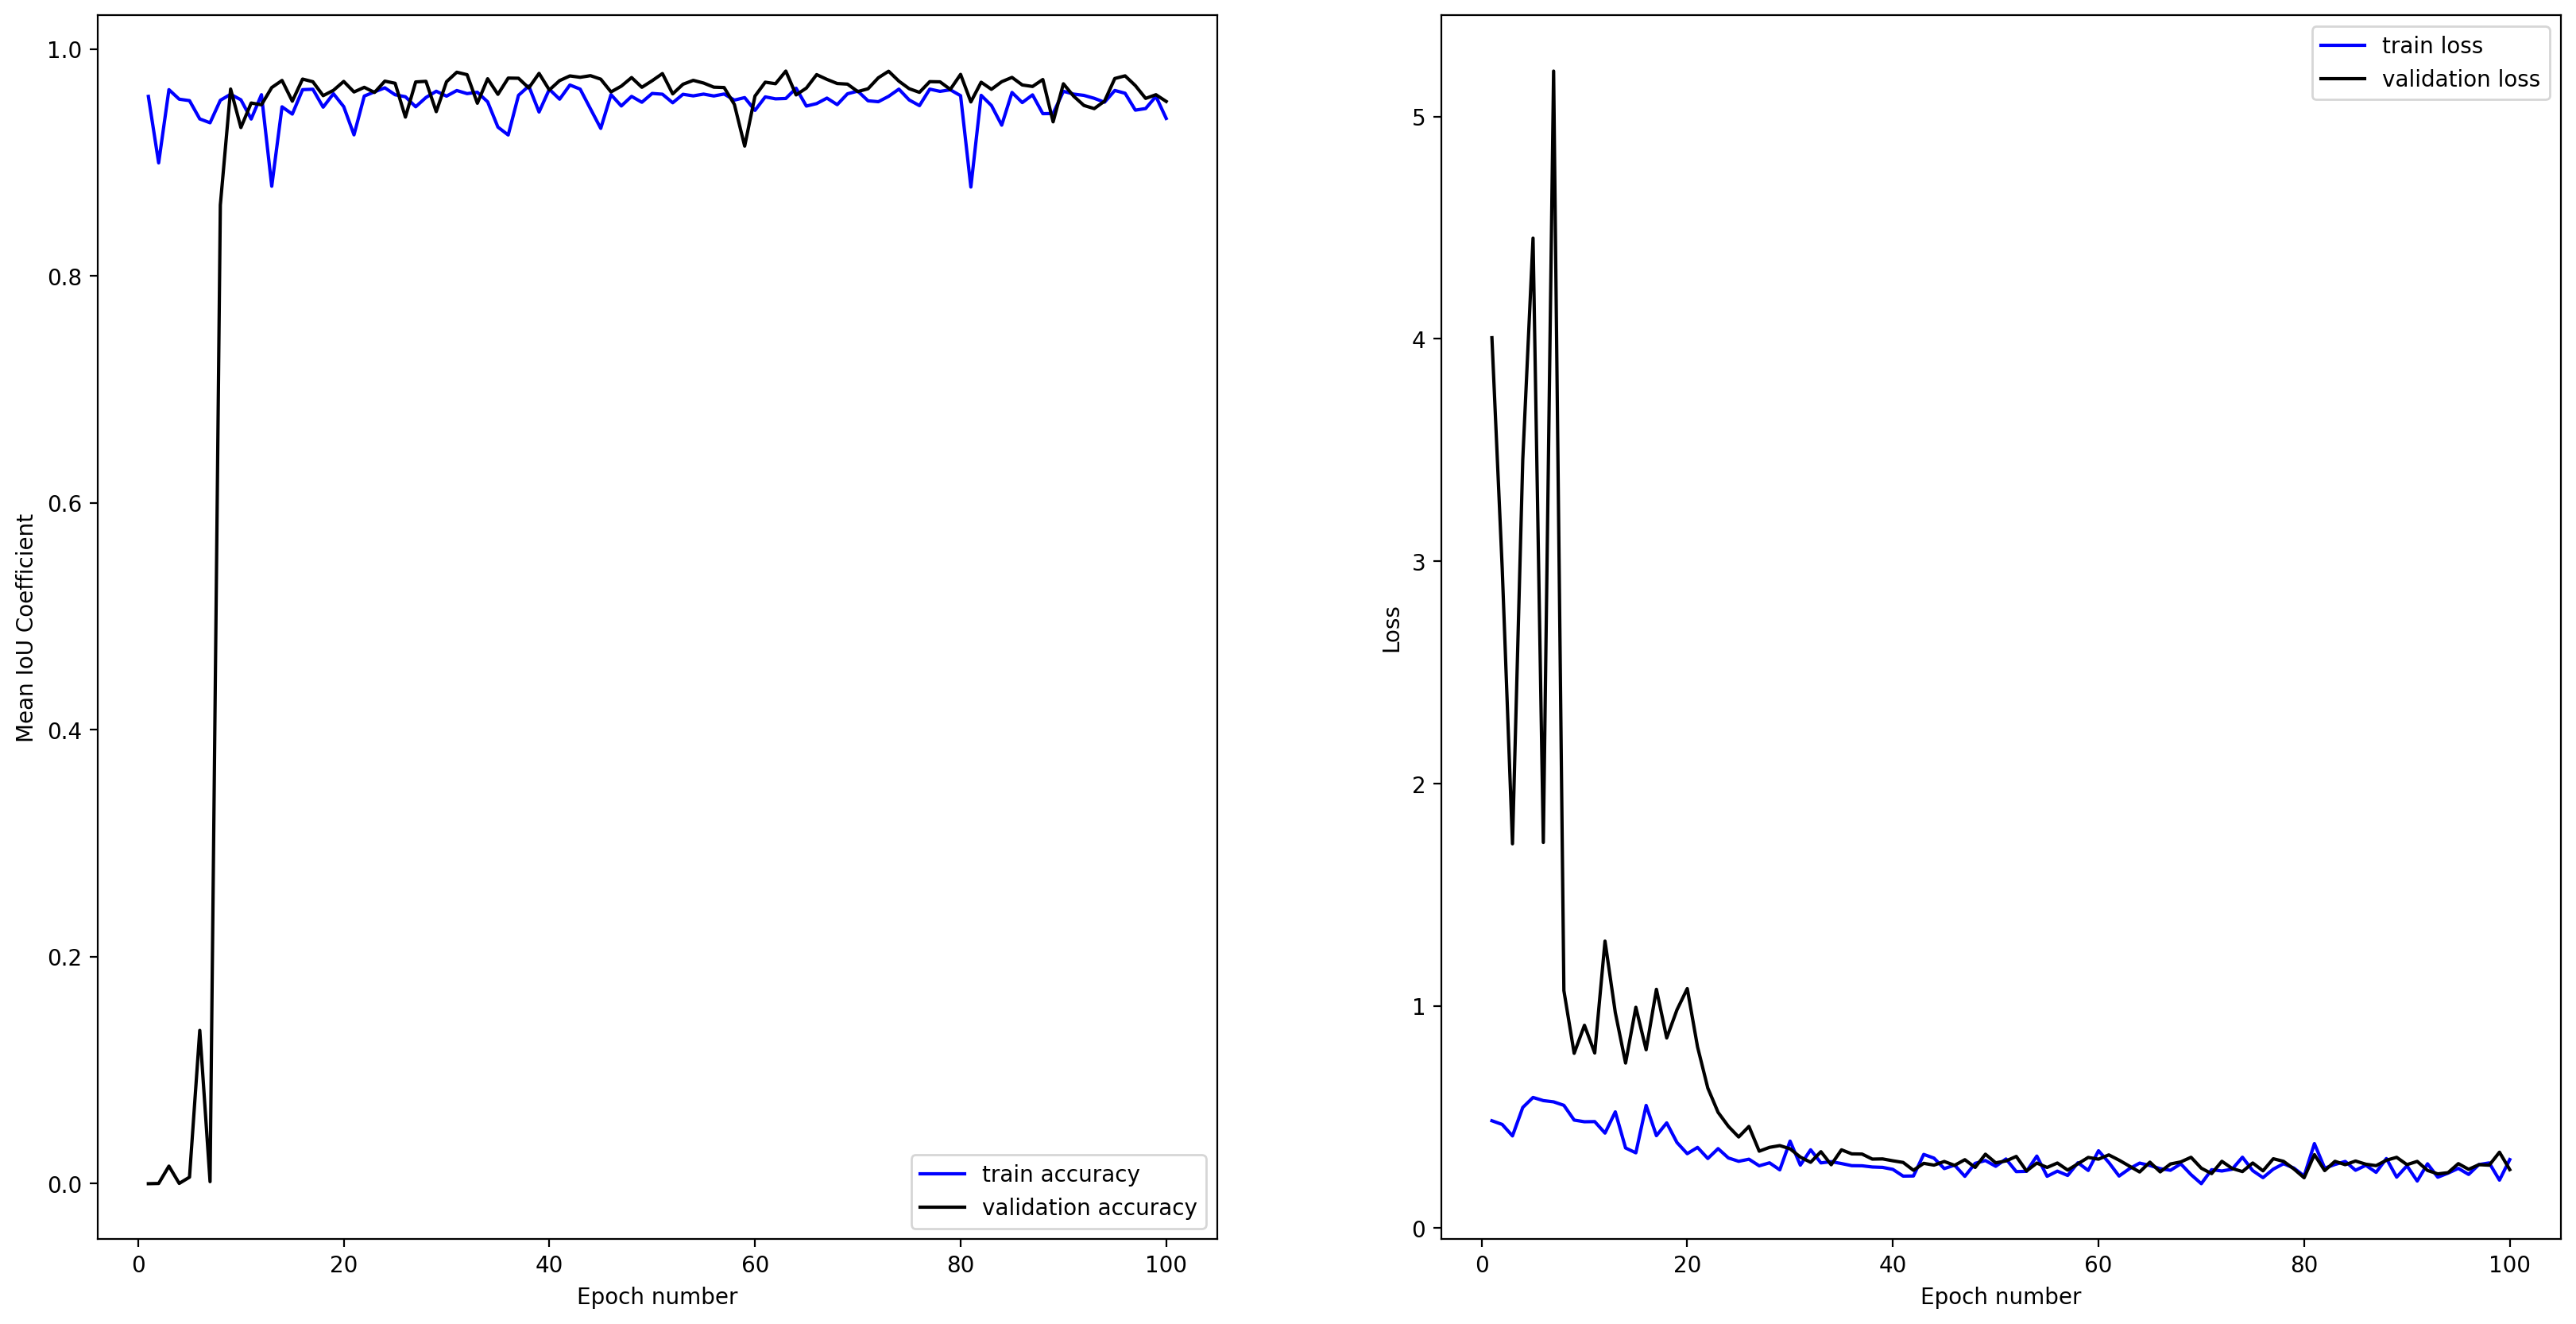 1.0
0.8
0.6
0.4
0.2
0.0
Mean IoU Coefficient
train accuracy
validation accuracy
0 20 40 60 80 100
Epoch number
train loss
validation loss
5
4
3
2
1
0
Loss
0 20 40 60 80 100
Epoch number